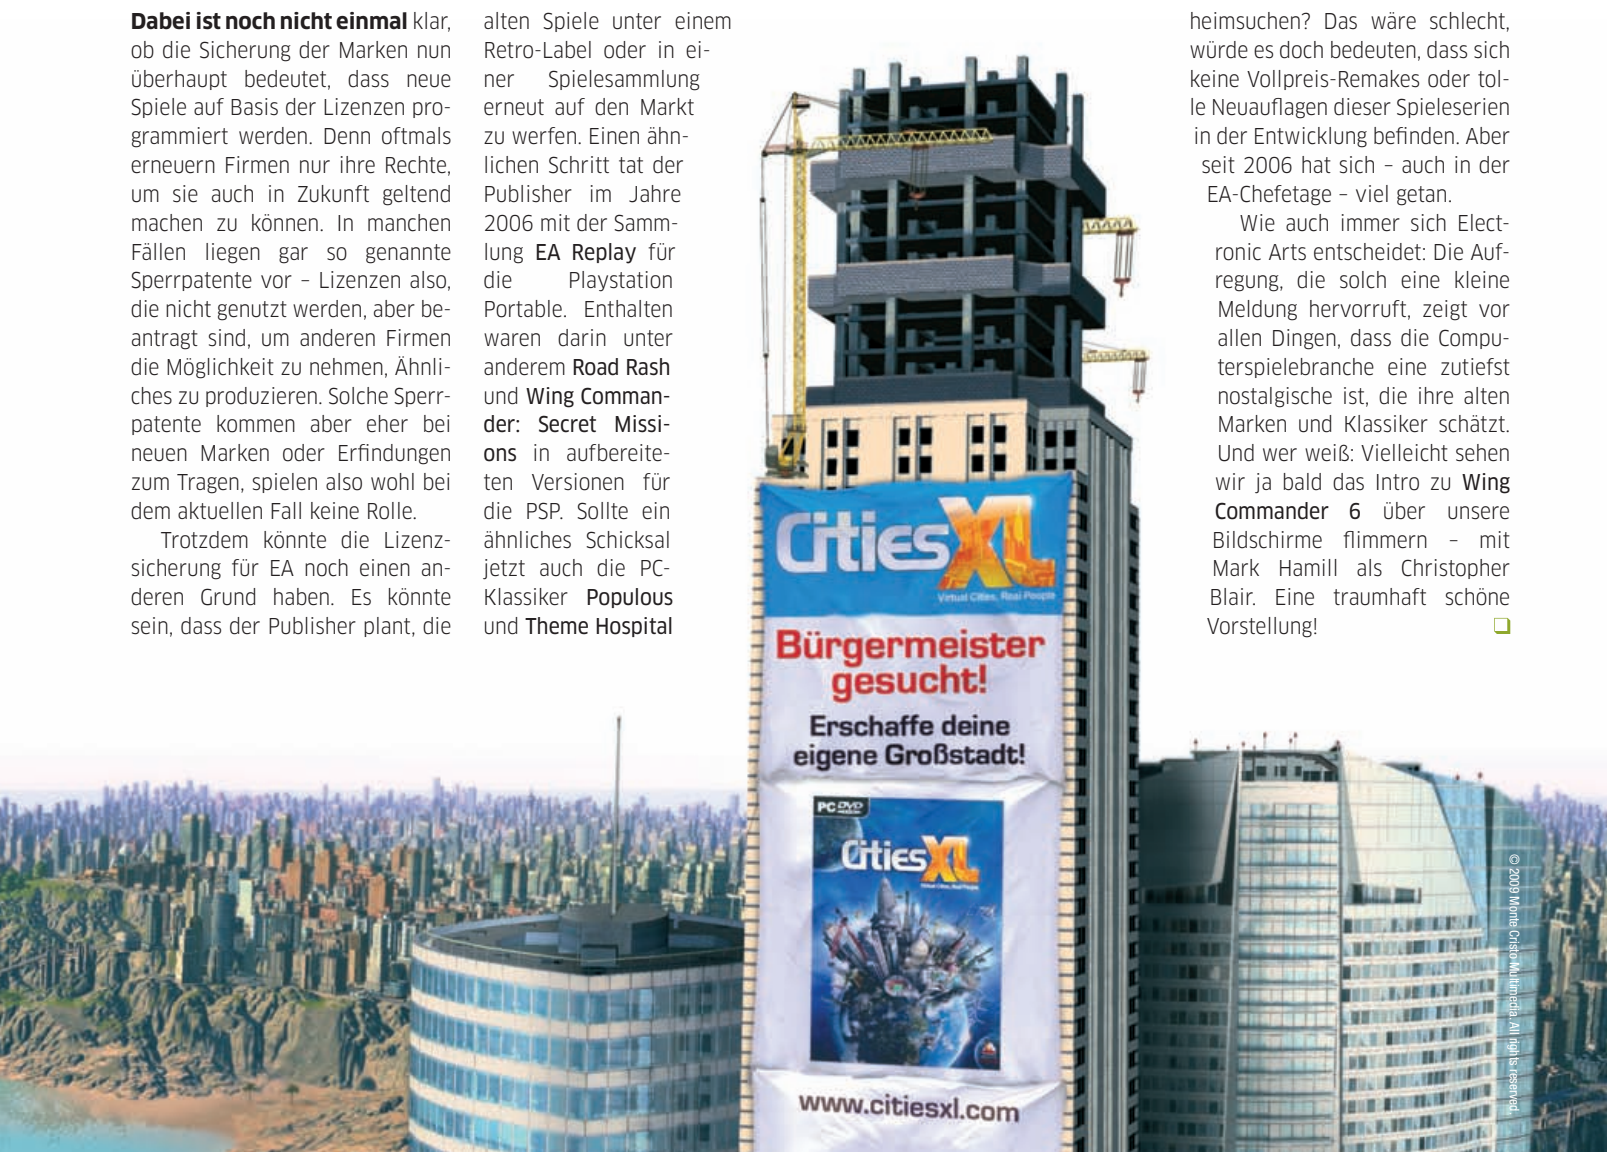 Dabei ist noch nicht einmal klar,
ob die Sicherung der Marken nun
überhaupt bedeutet, dass neue
Spiele auf Basis der Lizenzen pro-
grammiert werden. Denn oftmals
erneuern Firmen nur ihre Rechte,
um sie auch in Zukunft geltend
machen zu können. In manchen
Fällen liegen gar so genannte
Sperrpatente vor – Lizenzen also,
die nicht genutzt werden, aber be-
antragt sind, um anderen Firmen
die Möglichkeit zu nehmen, Ähnli-
ches zu produzieren. Solche Sperr-
patente kommen aber eher bei
neuen Marken oder Erfindungen
zum Tragen, spielen also wohl bei
dem aktuellen Fall keine Rolle.
Trotzdem könnte die Lizenz-
sicherung für EA noch einen an-
deren Grund haben. Es könnte
sein, dass der Publisher plant, die
alten Spiele unter einem
Retro-Label oder in ei-
ner Spielesammlung
erneut auf den Markt
zu werfen. Einen ähn-
lichen Schritt tat der
Publisher im Jahre
2006 mit der Samm-
lung EA Replay für
die Playstation
Portable. Enthalten
waren darin unter
anderem Road Rash
und Wing Comman-
der: Secret Missi-
ons in aufbereite-
ten Versionen für
die PSP. Sollte ein
ähnliches Schicksal
jetzt auch die PC-
Klassiker Populous
und Theme Hospital
heimsuchen? Das wäre schlecht,
würde es doch bedeuten, dass sich
keine Vollpreis-Remakes oder tol-
le Neuauflagen dieser Spieleserien
in der Entwicklung befinden. Aber
seit 2006 hat sich – auch in der
EA-Chefetage – viel getan.
Wie auch immer sich Elect-
ronic Arts entscheidet: Die Auf-
regung, die solch eine kleine
Meldung hervorruft, zeigt vor
allen Dingen, dass die Compu-
terspielebranche eine zutiefst
nostalgische ist, die ihre alten
Marken und Klassiker schätzt.
Und wer weiß: Vielleicht sehen
wir ja bald das Intro zu Wing
Commander 6 über unsere
Bildschirme flimmern – mit
Mark Hamill als Christopher
Blair. Eine traumhaft schöne
Vorstellung!
Cities XL
Virtual Cities, Real People
Bürgermeister
gesucht!
Erschaffe deine
eigene Großstadt!
PC DVD
Cities XL
Virtual Cities, Real People
www.citiesxl.com
© 2009 Monte Cristo Multimedia. All rights reserved.